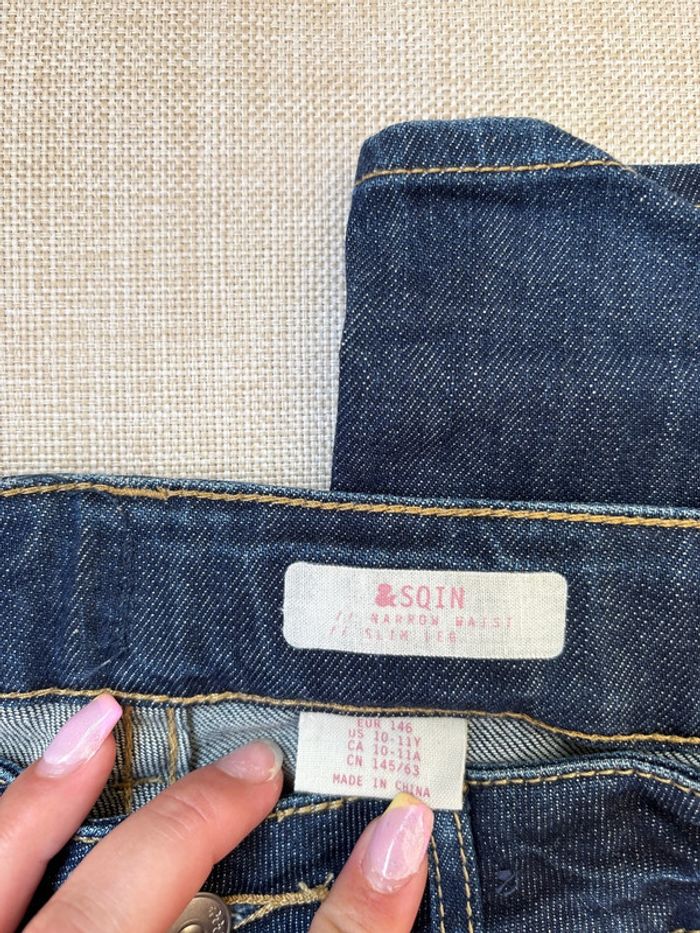 &SQIN
// NARROW WAIST
// SLIM LEG
EUR 146
US 10-11Y
CA 10-11A
CN 145/63
MADE IN CHINA